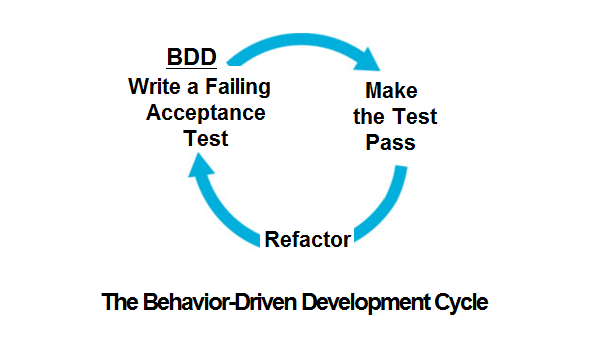 BDD
Write a Failing
Acceptance
Test
Make
the Test
Pass
Refactor
The Behavior-Driven Development Cycle